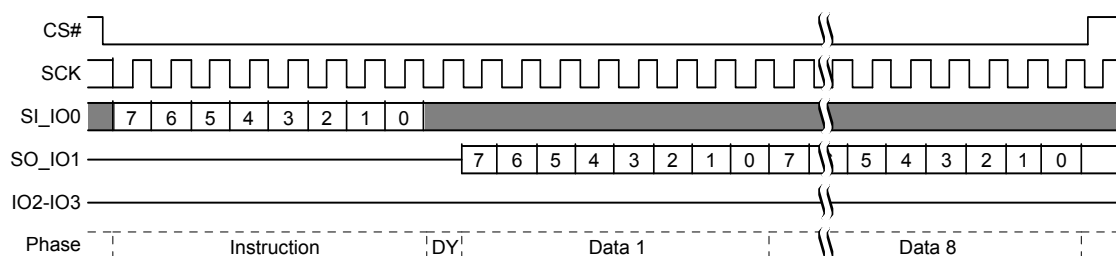 CS#
SCK
SI_IO0 7 6 5 4 3 2 1 0
SO_IO1 7 6 5 4 3 2 1 0 7 5 4 3 2 1 0
IO2-IO3
Phase Instruction DY Data 1 Data 8